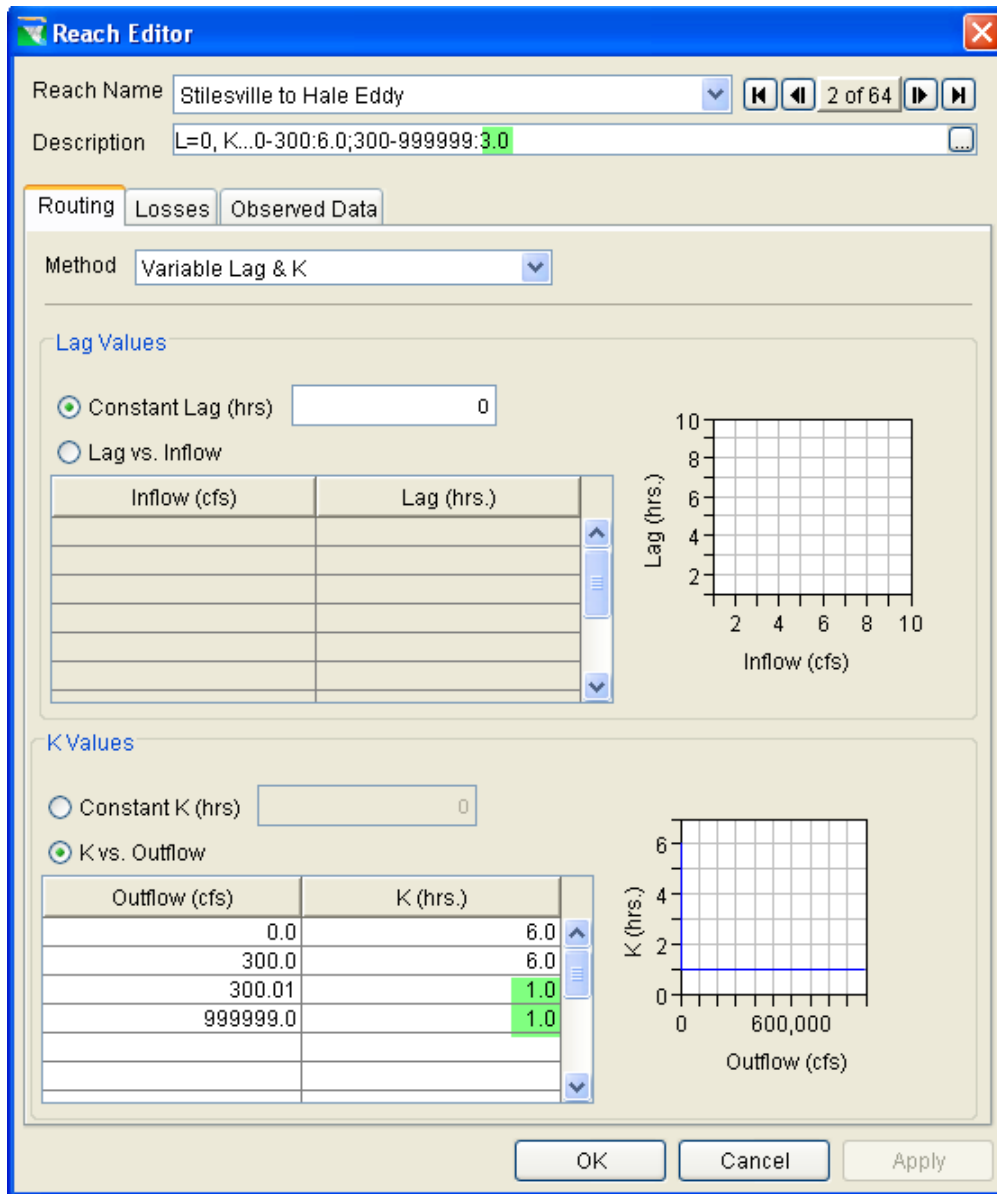 Reach Editor
Reach Name Stilesville to Hale Eddy 2 of 64
Description L=0, K...0-300:6.0;300-999999:3.0 ...
Routing Losses Observed Data
Method Variable Lag & K
Lag Values
Constant Lag (hrs) 0
Lag vs. Inflow
Inflow (cfs) Lag (hrs.)
10
8
6
4
2
Lag (hrs.)
2 4 6 8 10
Inflow (cfs)
K Values
Constant K (hrs) 0
K vs. Outflow
Outflow (cfs) K (hrs.)
0.0 6.0
300.0 6.0
300.01 1.0
999999.0 1.0
6
4
2
0
K (hrs.)
0 600,000
Outflow (cfs)
OK Cancel Apply